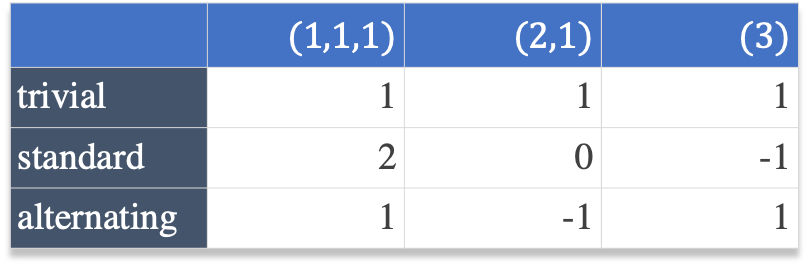 (1,1,1) (2,1) (3)
trivial 1 1 1
standard 2 0 -1
alternating 1 -1 1